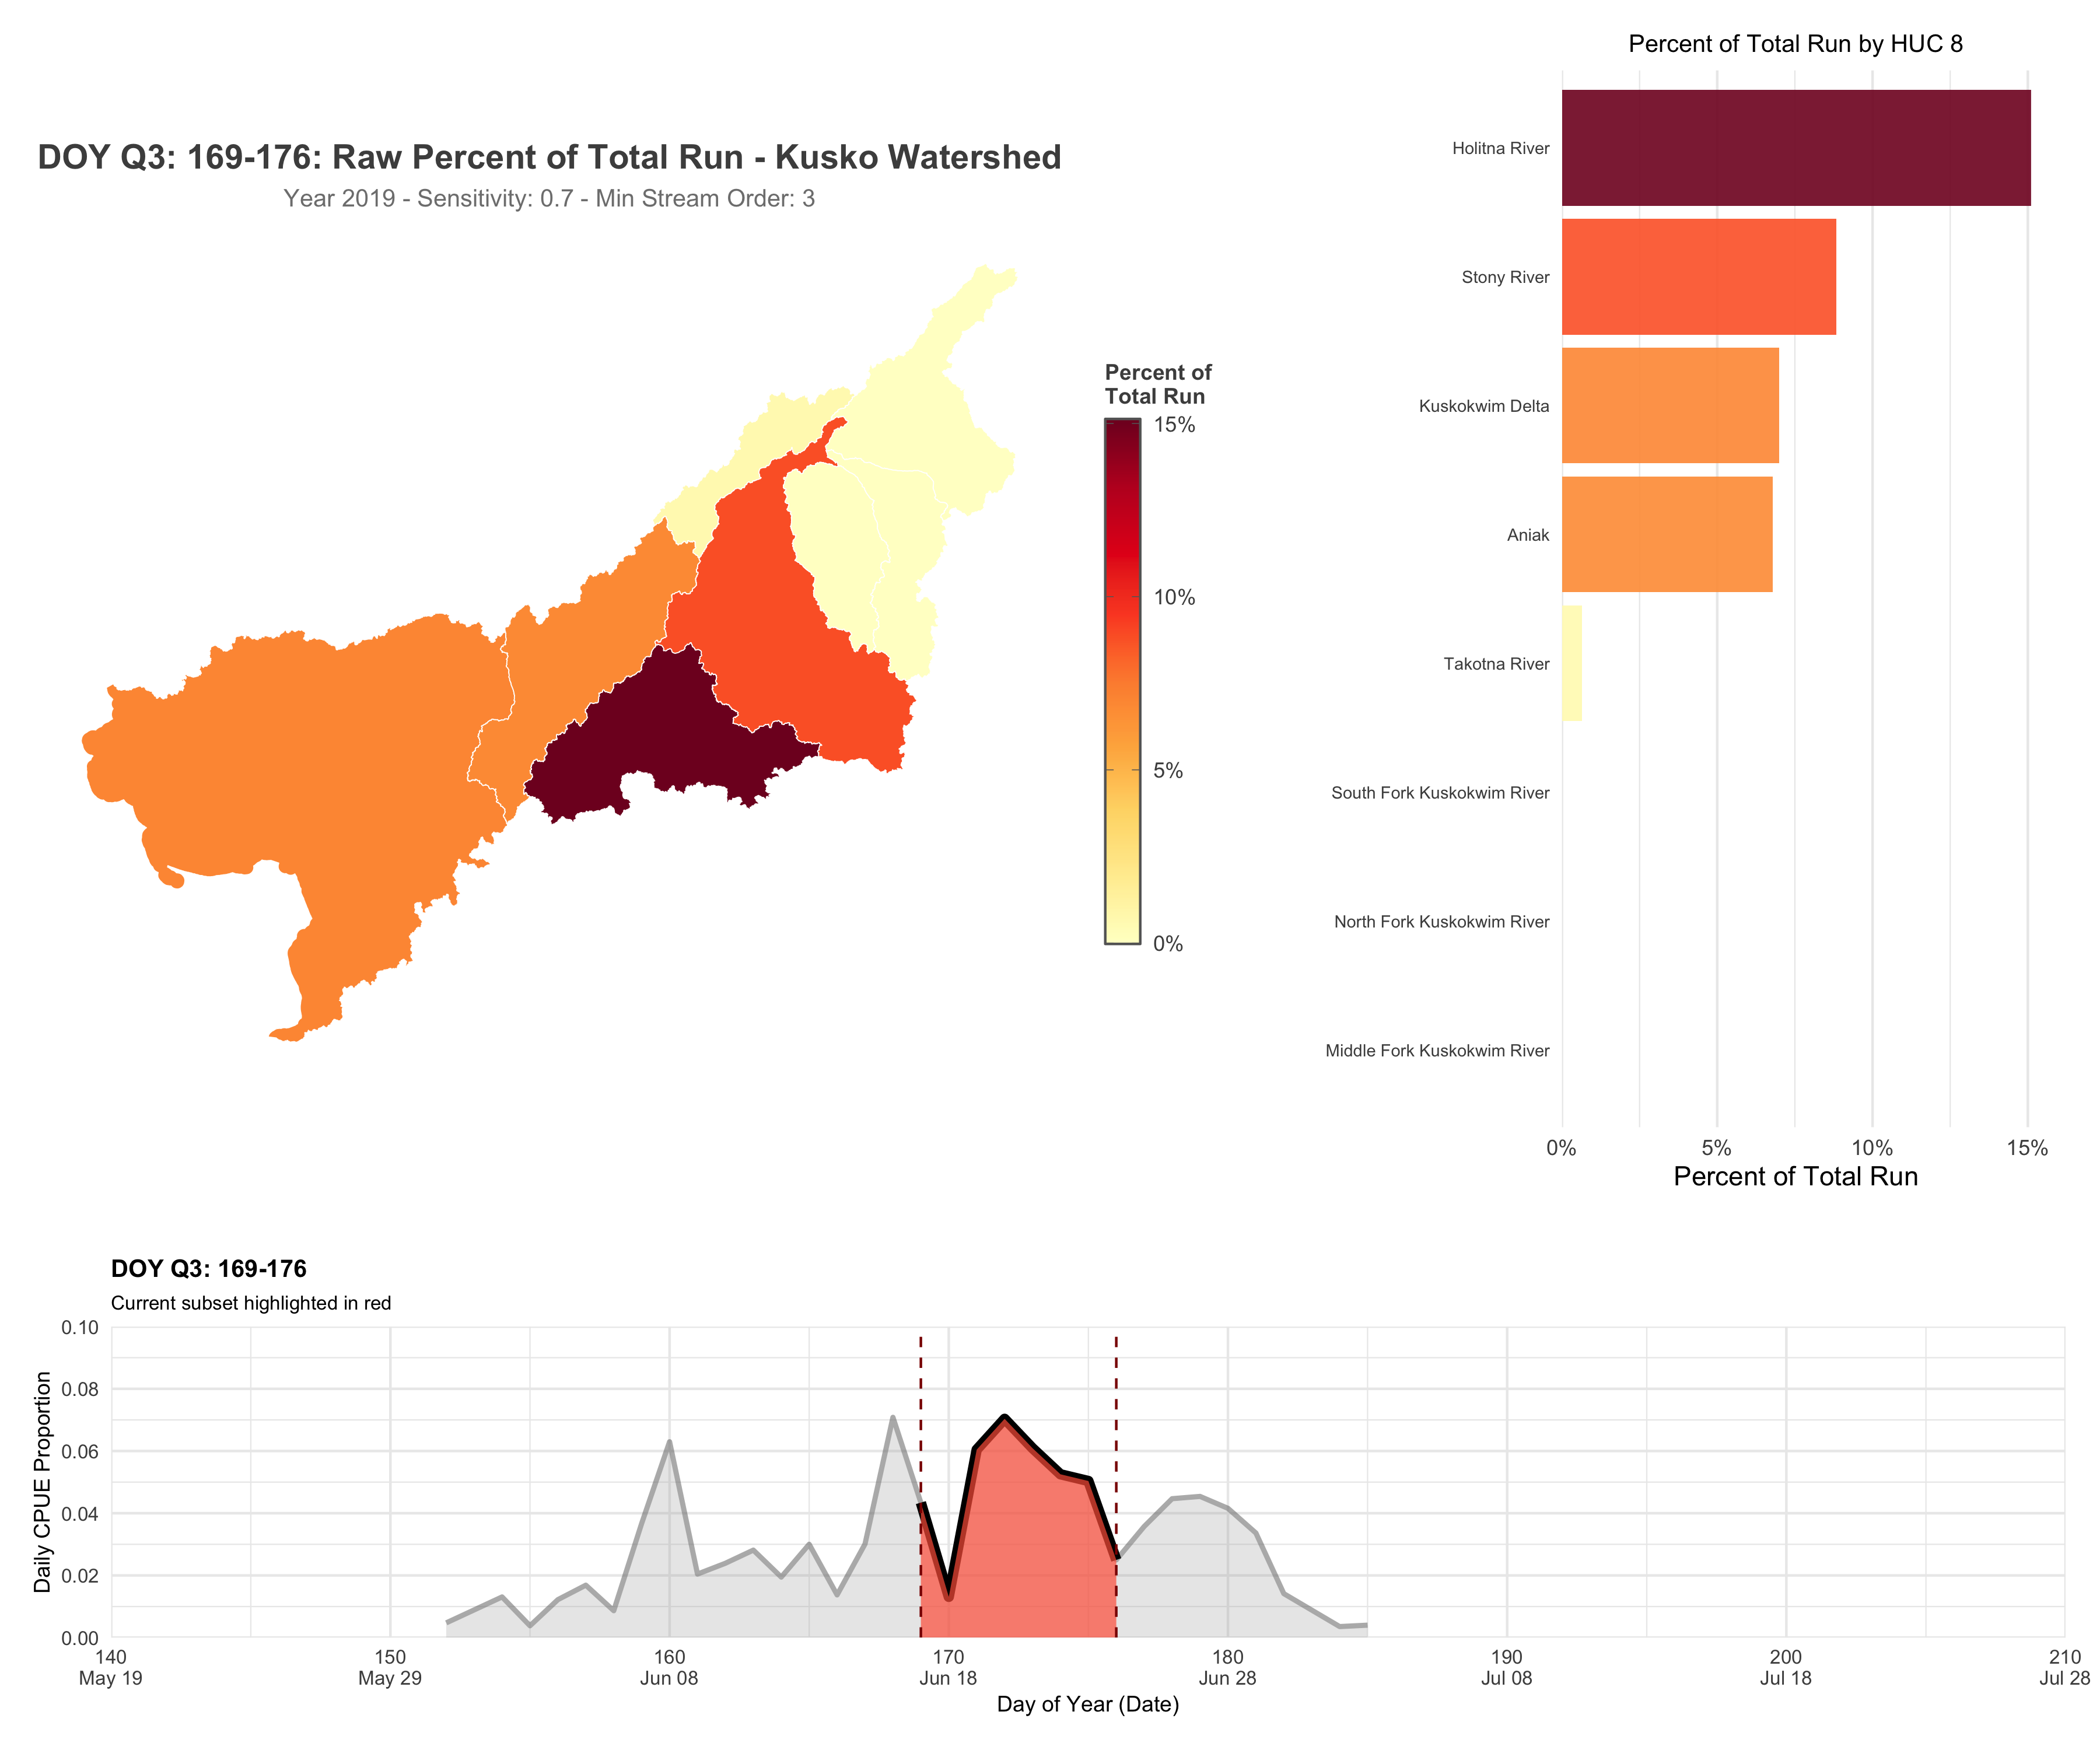 Percent of Total Run by HUC 8
DOY Q3: 169-176: Raw Percent of Total Run - Kusko Watershed
Year 2019 - Sensitivity: 0.7 - Min Stream Order: 3
Percent of
Total Run
15%
10%
5%
0%
Holitna River
Stony River
Kuskokwim Delta
Aniak
Takotna River
South Fork Kuskokwim River
North Fork Kuskokwim River
Middle Fork Kuskokwim River
0% 5% 10% 15%
Percent of Total Run
DOY Q3: 169-176
Current subset highlighted in red
Daily CPUE Proportion
0.10
0.08
0.06
0.04
0.02
0.00
140 150 160 170 180 190 200 210
May 19 May 29 Jun 08 Jun 18 Jun 28 Jul 08 Jul 18 Jul 28
Day of Year (Date)